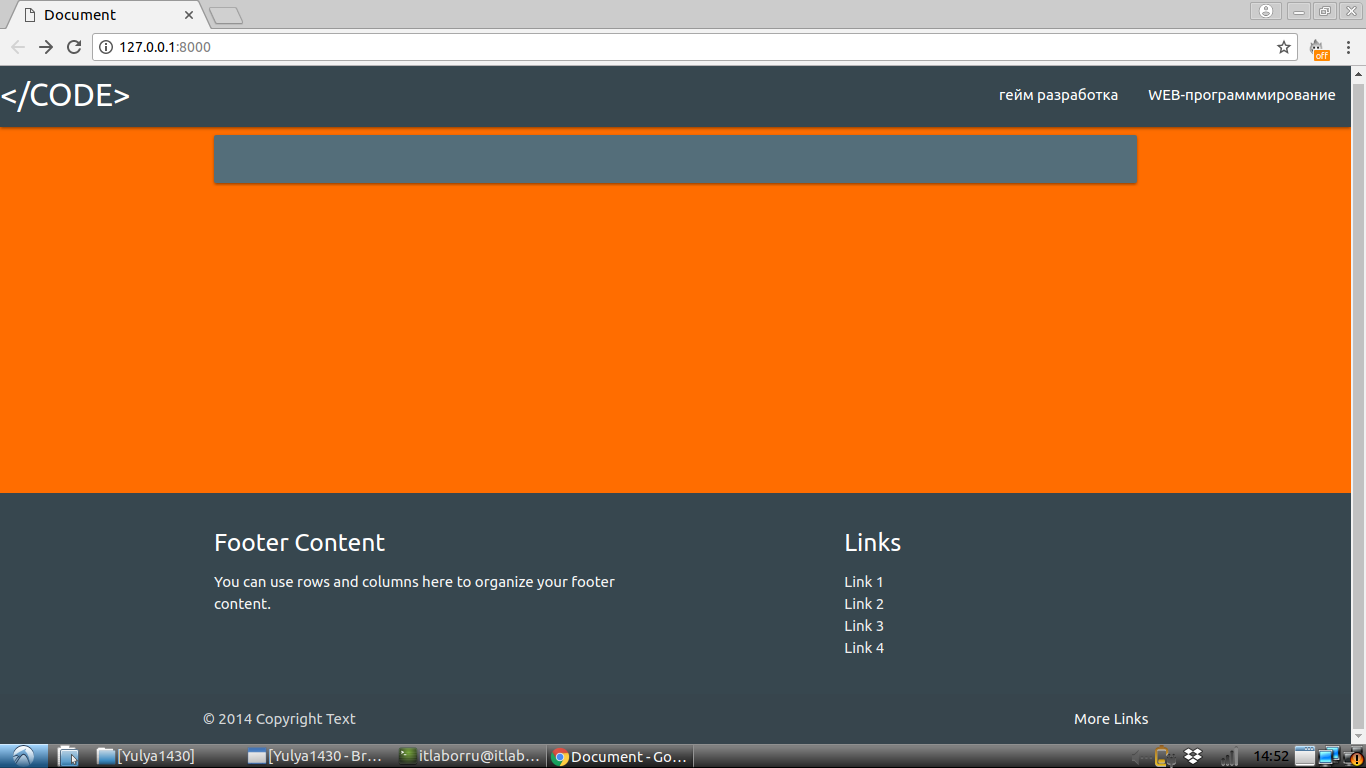 Document
127.0.0.1:8000
off
</CODE>
гейм разработка
WEB-программмирование
Footer Content
You can use rows and columns here to organize your footer
content.
Links
Link 1
Link 2
Link 3
Link 4
© 2014 Copyright Text
More Links
[Yulya1430]
[Yulya1430 - Br...
itlaborru@itlab...
Document - Go...
14:52